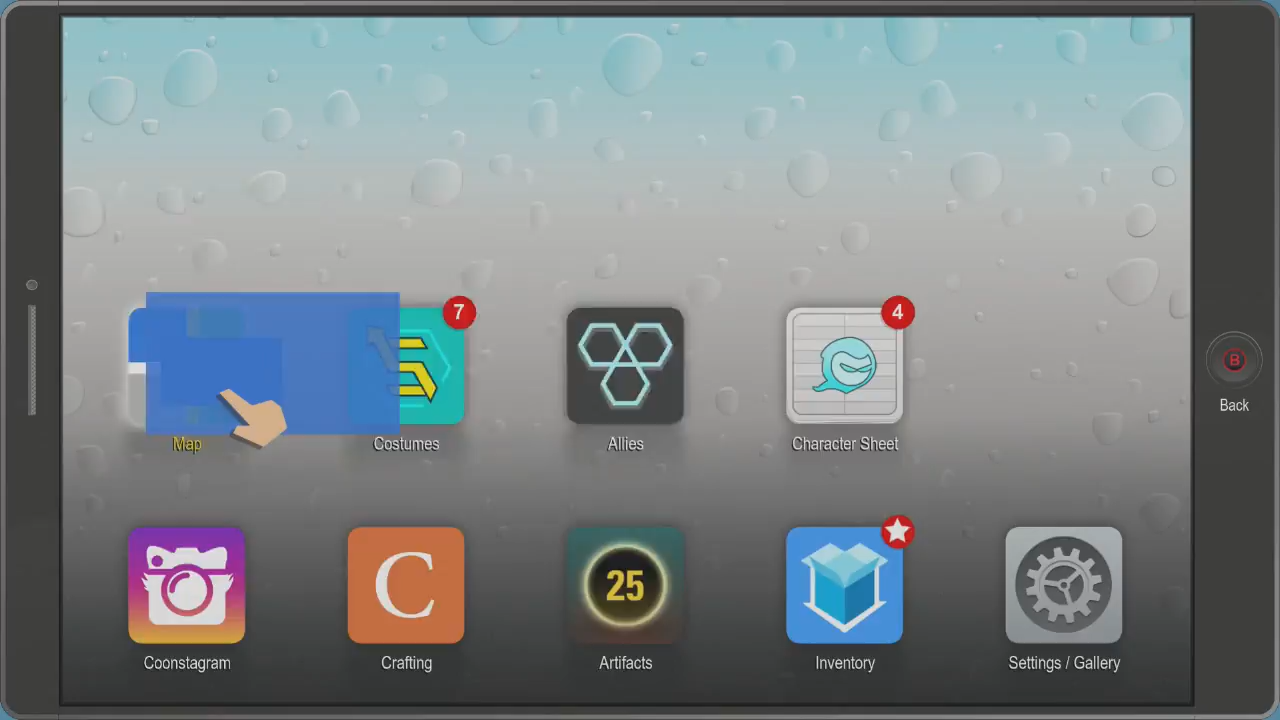 7
4
Map
Costumes
Allies
Character Sheet
B
Back
C
25
Coonstagram
Crafting
Artifacts
Inventory
Settings / Gallery